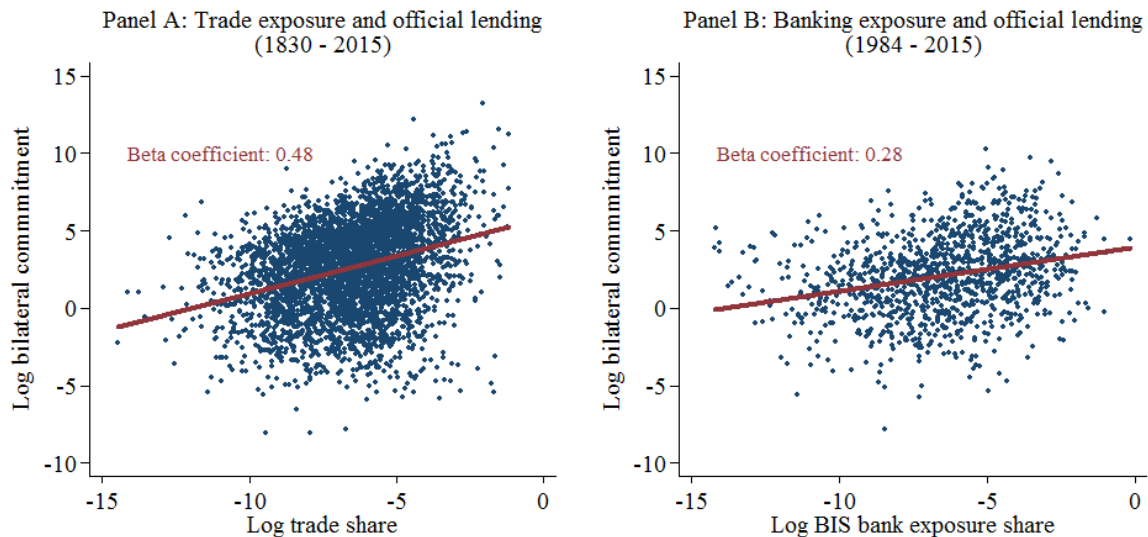 Panel A: Trade exposure and official lending
(1830 - 2015)
Log bilateral commitment
15
10
5
0
-5
-10
Beta coefficient: 0.48
-15
-10
-5
0
Log trade share
Panel B: Banking exposure and official lending
(1984 - 2015)
Log bilateral commitment
15
10
5
0
-5
-10
Beta coefficient: 0.28
-15
-10
-5
0
Log BIS bank exposure share